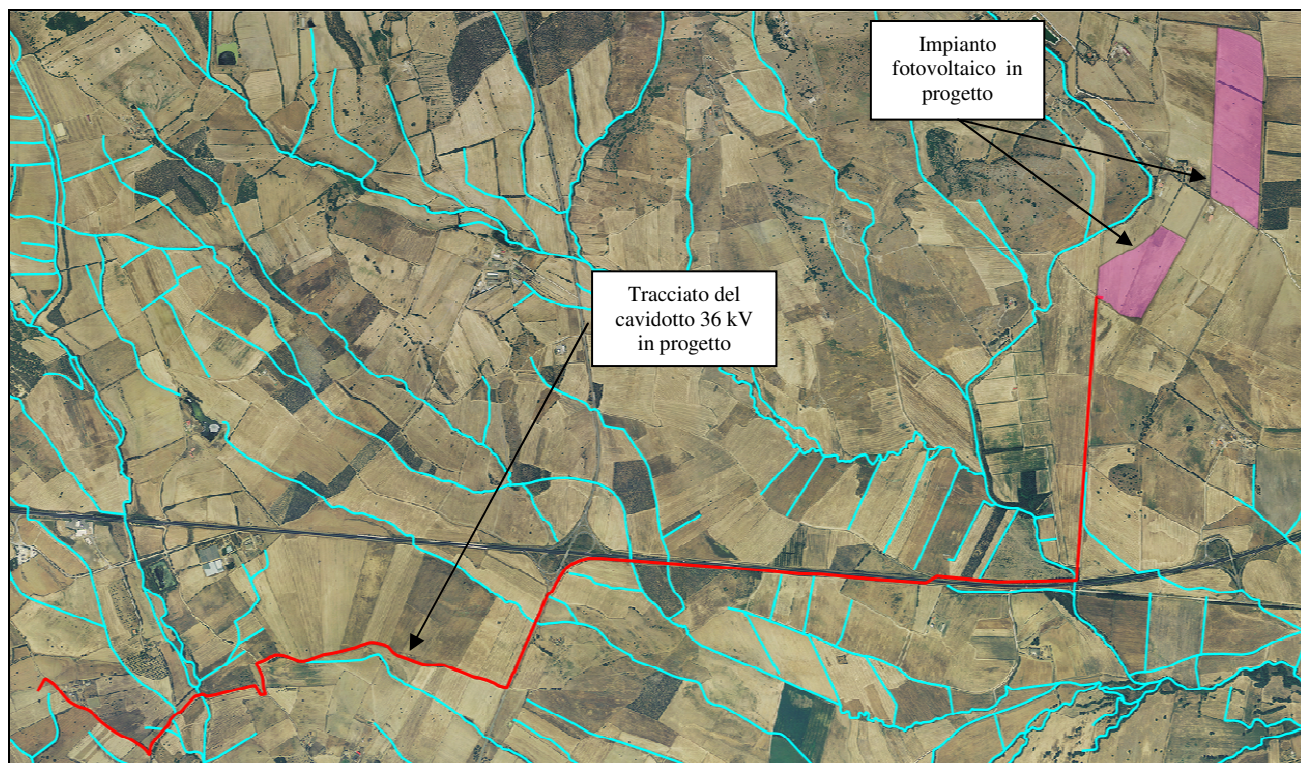 Impianto
fotovoltaico in
progetto
Tracciato del
cavidotto 36 kV
in progetto